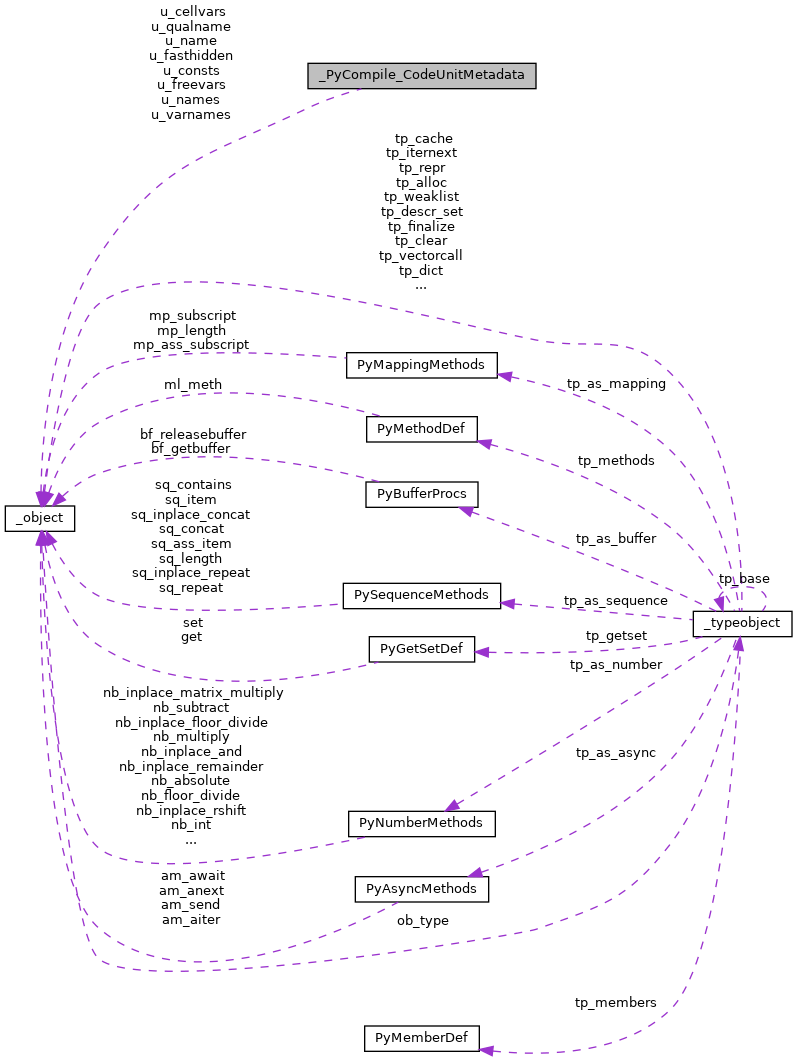 u_cellvars
u_qualname
u_name
u_fasthidden
u_consts
u_freevars
u_names
u_varnames
_PyCompile_CodeUnitMetadata
tp_cache
tp_iternext
tp_repr
tp_alloc
tp_weaklist
tp_descr_set
tp_finalize
tp_clear
tp_vectorcall
tp_dict
...
mp_subscript
mp_length
mp_ass_subscript
PyMappingMethods
tp_as_mapping
ml_meth
PyMethodDef
tp_methods
bf_releasebuffer
bf_getbuffer
PyBufferProcs
_object
tp_as_buffer
sq_contains
sq_item
sq_inplace_concat
sq_concat
sq_ass_item
sq_length
sq_inplace_repeat
sq_repeat
PySequenceMethods
tp_as_sequence
tp_base
_typeobject
set
get
PyGetSetDef
tp_getset
tp_as_number
nb_inplace_matrix_multiply
nb_subtract
nb_inplace_floor_divide
nb_multiply
nb_inplace_and
nb_inplace_remainder
nb_absolute
nb_floor_divide
nb_inplace_rshift
nb_int
...
PyNumberMethods
tp_as_async
am_await
am_anext
am_send
am_aiter
PyAsyncMethods
ob_type
tp_members
PyMemberDef